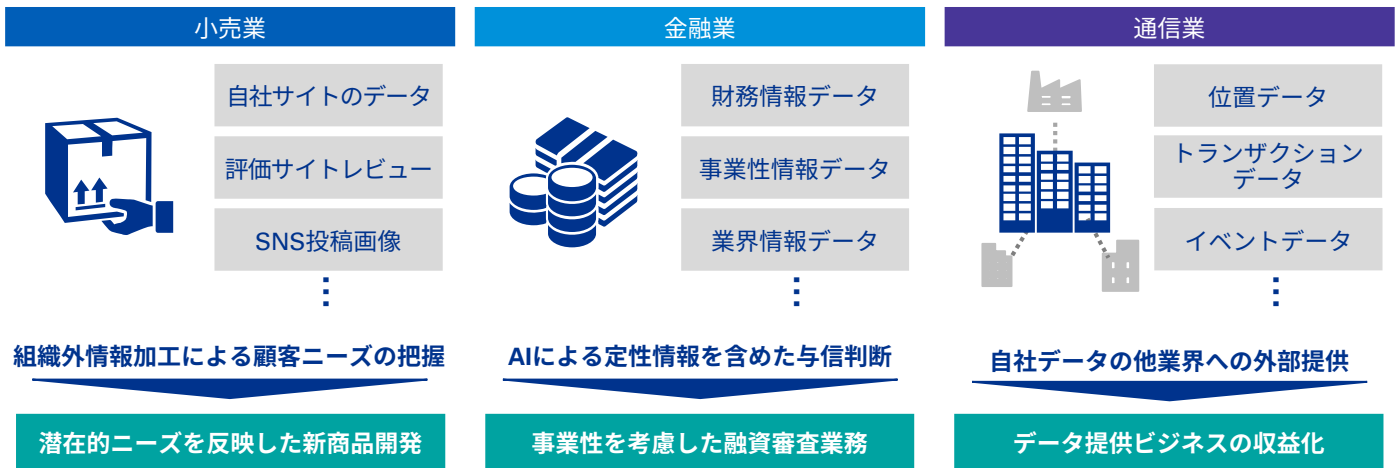 小売業
自社サイトのデータ
評価サイトレビュー
SNS投稿画像
組織外情報加工による顧客ニーズの把握
潜在的ニーズを反映した新商品開発
金融業
財務情報データ
事業性情報データ
業界情報データ
AIによる定性情報を含めた与信判断
事業性を考慮した融資審査業務
通信業
位置データ
トランザクション
データ
イベントデータ
自社データの他業界への外部提供
データ提供ビジネスの収益化